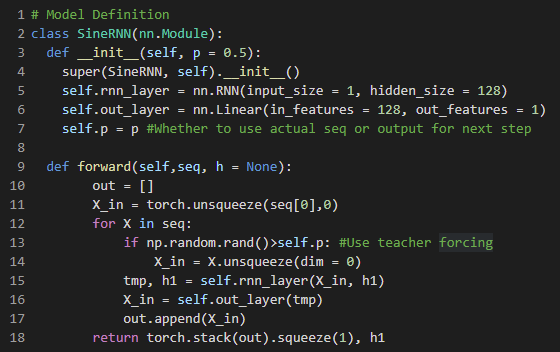 1 # Model Definition
2 class SineRNN(nn.Module):
3   def __init__(self, p = 0.5):
4     super(SineRNN, self).__init__()
5     self.rnn_layer = nn.RNN(input_size = 1, hidden_size = 128)
6     self.out_layer = nn.Linear(in_features = 128, out_features = 1)
7     self.p = p #Whether to use actual seq or output for next step
8
9   def forward(self,seq, h = None):
10         out = []
11         X_in = torch.unsqueeze(seq[0],0)
12         for X in seq:
13             if np.random.rand()>self.p: #Use teacher forcing
14                 X_in = X.unsqueeze(dim = 0)
15             tmp, h1 = self.rnn_layer(X_in, h1)
16             X_in = self.out_layer(tmp)
17             out.append(X_in)
18         return torch.stack(out).squeeze(1), h1